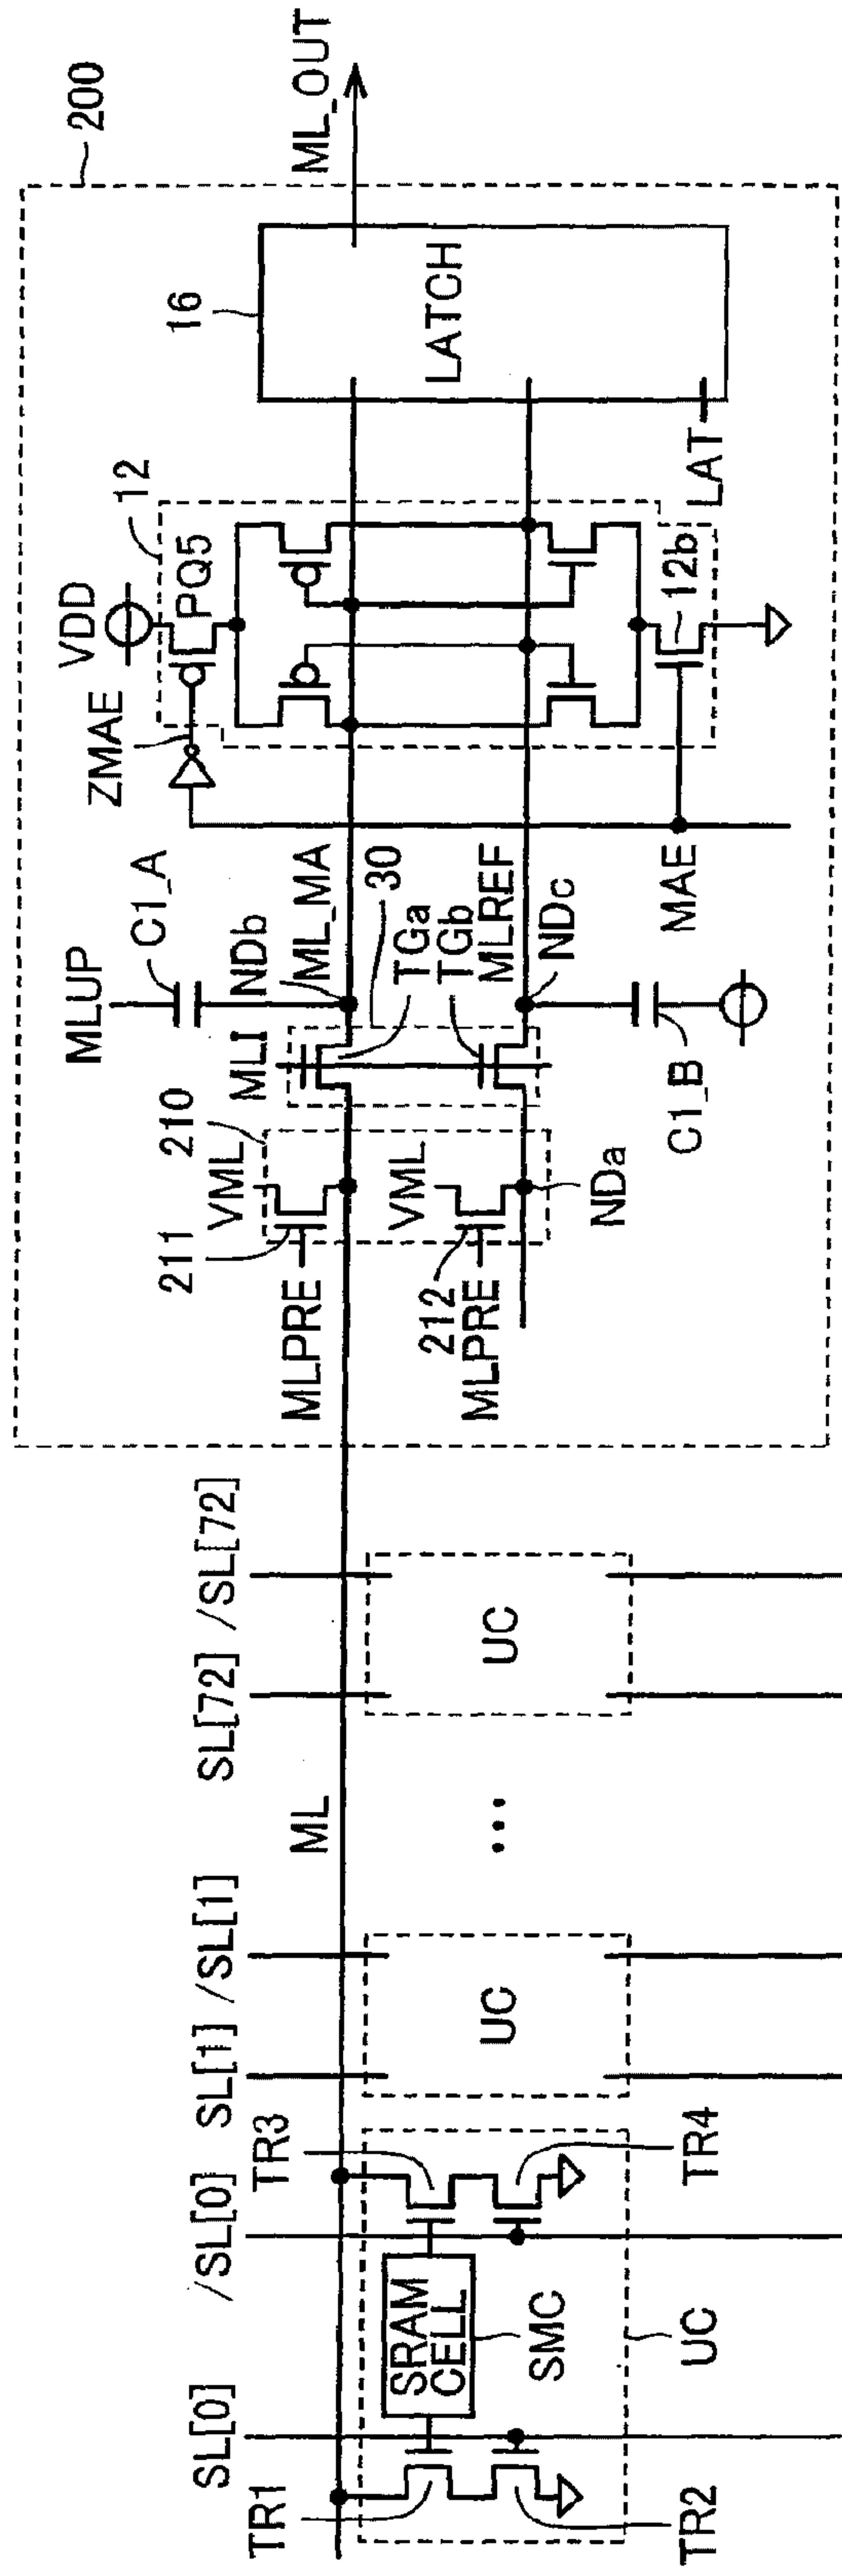 SL[0]
/SL[0]
SL[1]
/SL[1]
SL[72]
/SL[72]
ML
TR1
TR2
TR3
TR4
SRAM
CELL
SMC
UC
UC
...
UC
200
MLPRE
211
VML
210
MLPRE
212
VML
NDa
MLI
30
TGa
TGb
MLUP
C1_A
NDb
ML_MA
MLREF
NDc
C1_B
MAE
ZMAE
VDD
PQ5
12
12b
16
LATCH
LAT
ML_OUT